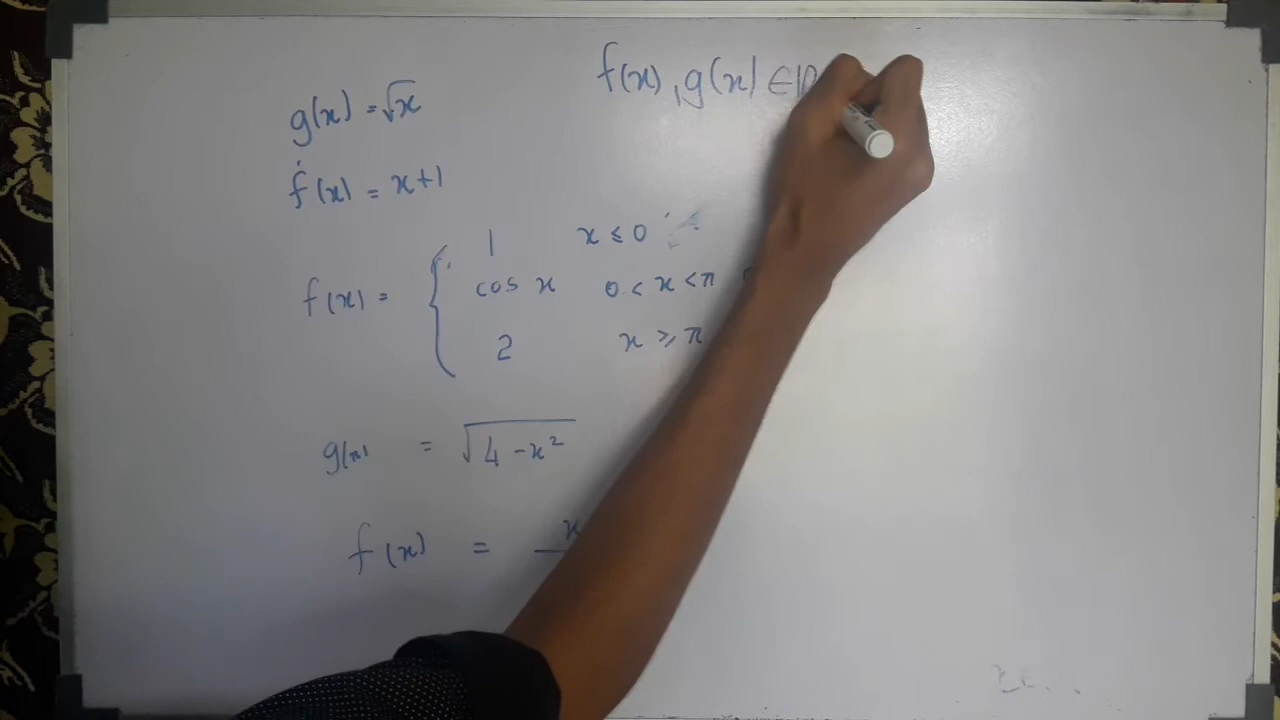 f(x), g(x) ∈ ℝ
g(x) = √x
f(x) = x+1
f(x) = { 1 x ≤ 0
cos x 0 < x < π
2 x ≥ π
g(x) = √(4 - x²)
f(x) = x